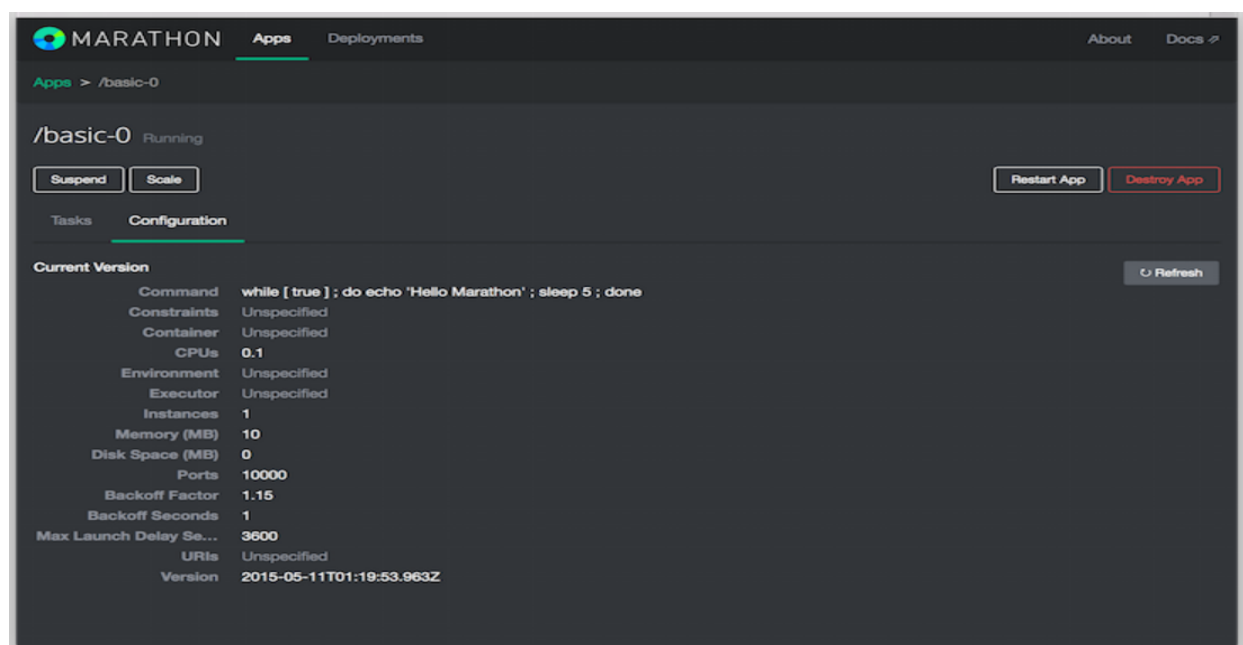 MARATHON Apps Deployments About Docs
Apps > /basic-0
/basic-0 Running
Suspend Scale Restart App Destroy App
Tasks Configuration
Current Version
Refresh
Command while [ true ] ; do echo 'Hello Marathon' ; sleep 5 ; done
Constraints Unspecified
Container Unspecified
CPUs 0.1
Environment Unspecified
Executor Unspecified
Instances 1
Memory (MB) 10
Disk Space (MB) 0
Ports 10000
Backoff Factor 1.15
Backoff Seconds 1
Max Launch Delay Se... 3600
URIs Unspecified
Version 2015-05-11T01:19:53.963Z